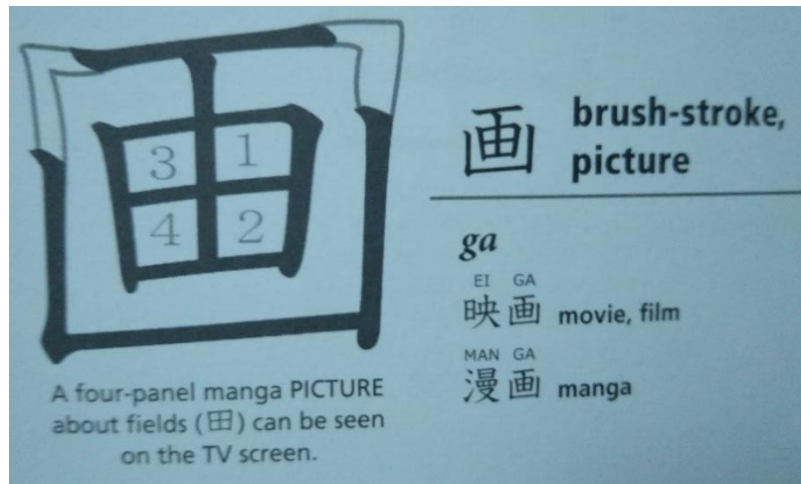 画
3 1
4 2
A four-panel manga PICTURE
about fields (田) can be seen
on the TV screen.
画 brush-stroke,
picture
ga
EI GA
映画 movie, film
MAN GA
漫画 manga